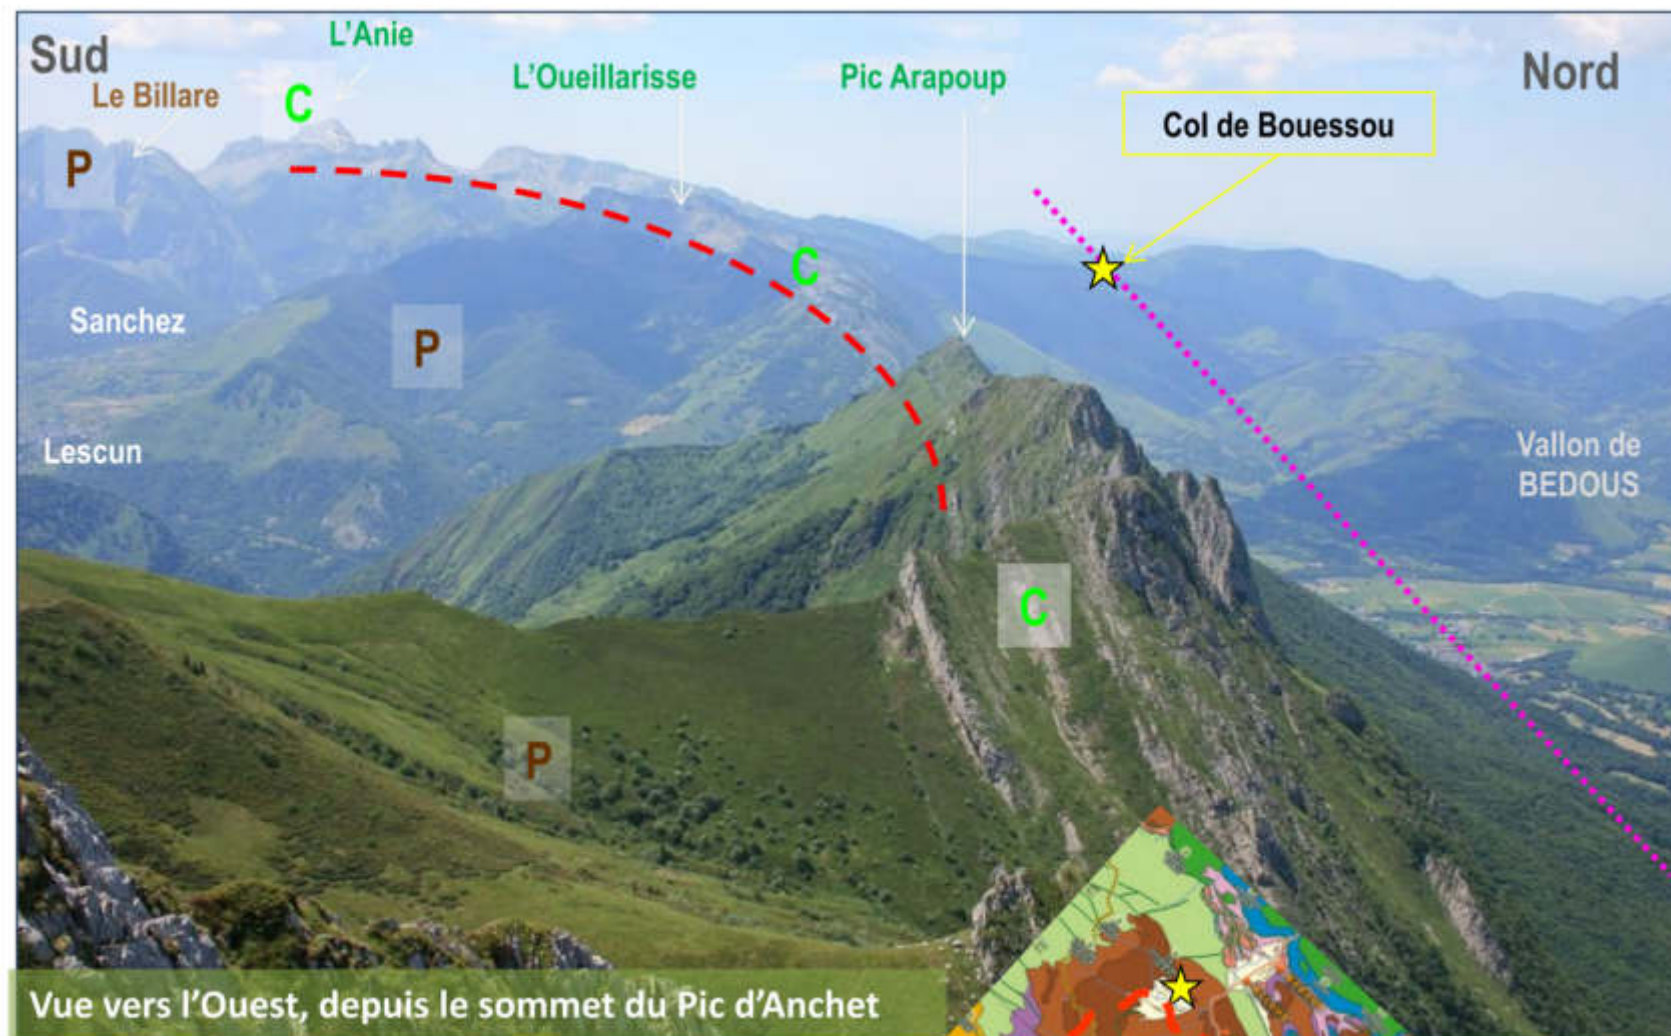 Sud
L'Anie
Le Billare
C
L'Oueillarisse
Pic Arapoup
Nord
Col de Bouessou
P
C
Sanchez
P
Lescun
Vallon de
BEDOUS
C
P
Vue vers l'Ouest, depuis le sommet du Pic d'Anchet